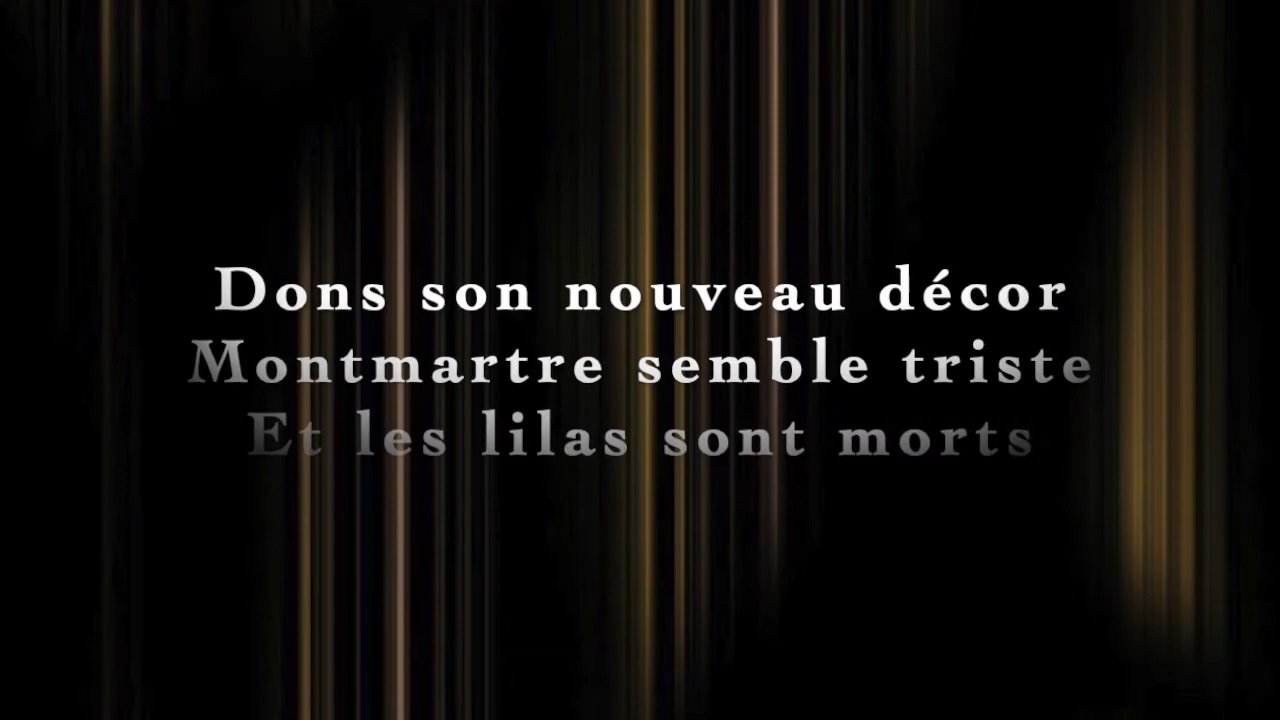 Dons son nouveau décor
Montmartre semble triste
Et les lilas sont morts